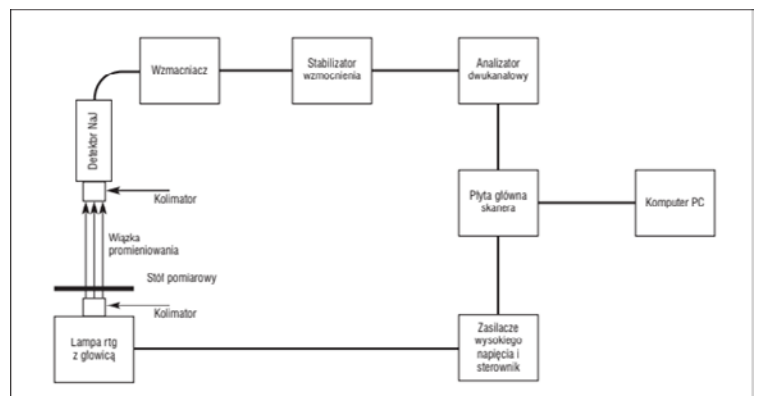 Wzmacniacz
Stabilizator
wzmocnienia
Analizator
dwukanałowy
Detektor NaJ
Kolimator
Płyta główna
skanera
Komputer PC
Wiązka
promieniowania
Stół pomiarowy
Kolimator
Lampa rtg
z głowicą
Zasilacze
wysokiego
napięcia i
sterownik